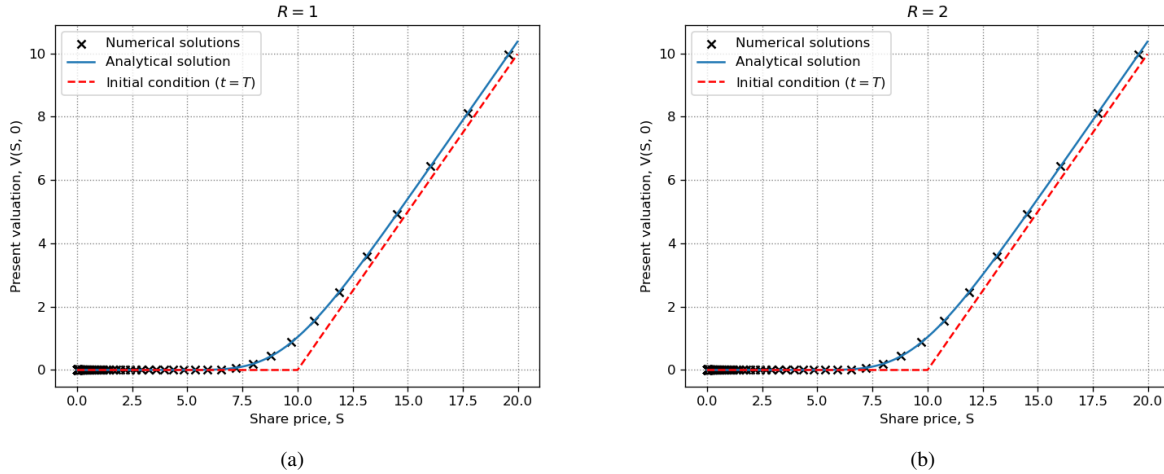 R = 1
Numerical solutions
Analytical solution
Initial condition (t = T)
Present valuation, V(S, 0)
10
8
6
4
2
0
0.0 2.5 5.0 7.5 10.0 12.5 15.0 17.5 20.0
Share price, S
(a)
R = 2
Numerical solutions
Analytical solution
Initial condition (t = T)
Present valuation, V(S, 0)
10
8
6
4
2
0
0.0 2.5 5.0 7.5 10.0 12.5 15.0 17.5 20.0
Share price, S
(b)